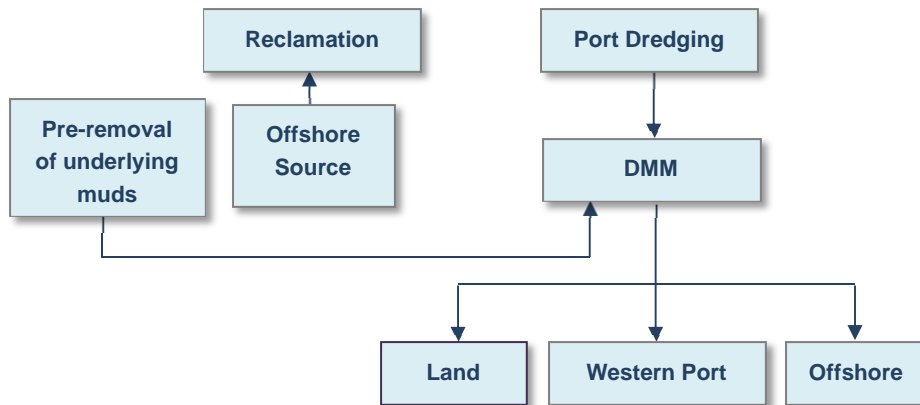 Reclamation
Port Dredging
Pre-removal
of underlying
muds
Offshore
Source
DMM
Land
Western Port
Offshore